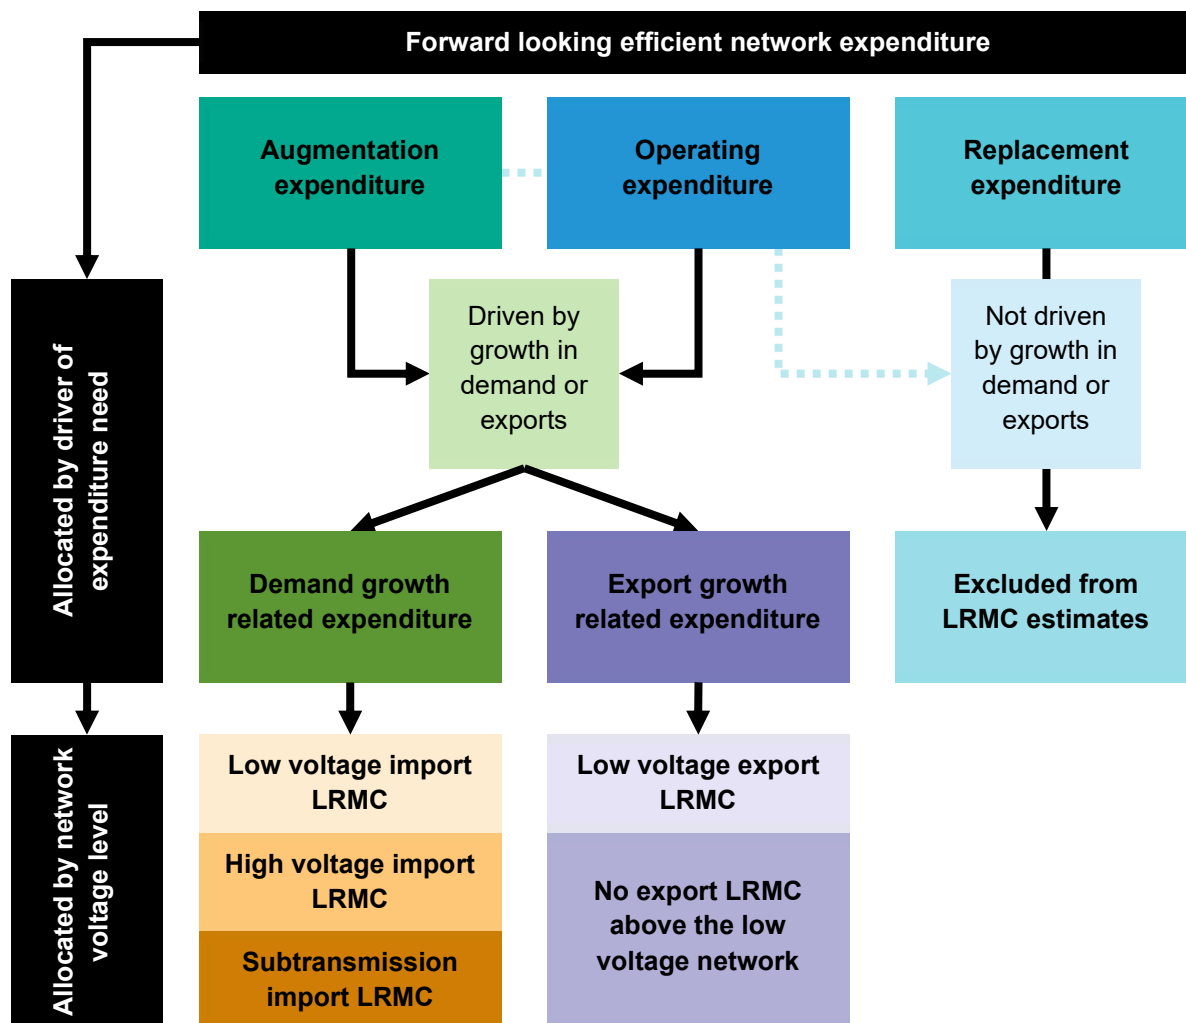 Forward looking efficient network expenditure
Augmentation
expenditure
Operating
expenditure
Replacement
expenditure
Allocated by driver of
expenditure need
Driven by
growth in
demand or
exports
Not driven
by growth in
demand or
exports
Demand growth
related expenditure
Export growth
related expenditure
Excluded from
LRMC estimates
Allocated by network
voltage level
Low voltage import
LRMC
High voltage import
LRMC
Subtransmission
import LRMC
Low voltage export
LRMC
No export LRMC
above the low
voltage network